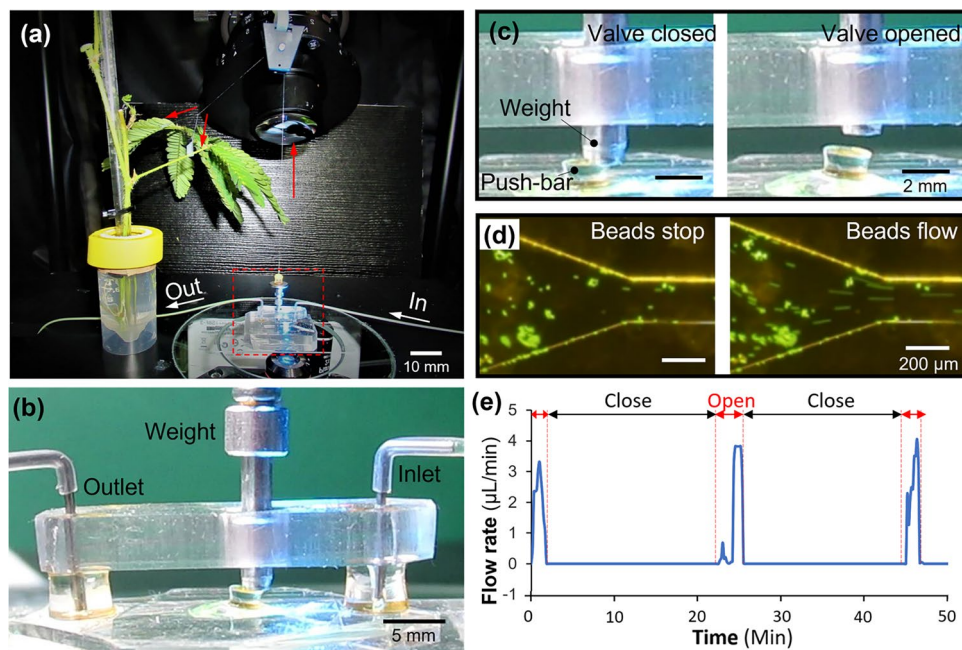 (a)
Out
In
10 mm
(b)
Weight
Outlet
Inlet
5 mm
(c)
Valve closed
Valve opened
Weight
Push-bar
2 mm
(d)
Beads stop
Beads flow
200 µm
(e)
Close
Open
Close
Flow rate (µL/min)
5
4
3
2
1
0
-1
0
10
20
30
40
50
Time (Min)